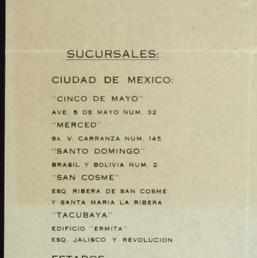 SUCURSALES:
CIUDAD DE MEXICO:
"CINCO DE MAYO"
AVE. 5 DE MAYO NUM. 32
"MERCED"
6A. V. CARRANZA NUM. 145
"SANTO DOMINGO"
BRASIL Y BOLIVIA NUM. 2
"SAN COSME"
ESQ. RIBERA DE SAN COSME
Y SANTA MARIA LA RIBERA
"TACUBAYA"
EDIFICIO "ERMITA"
ESQ. JALISCO Y REVOLUCION
ESTADOS